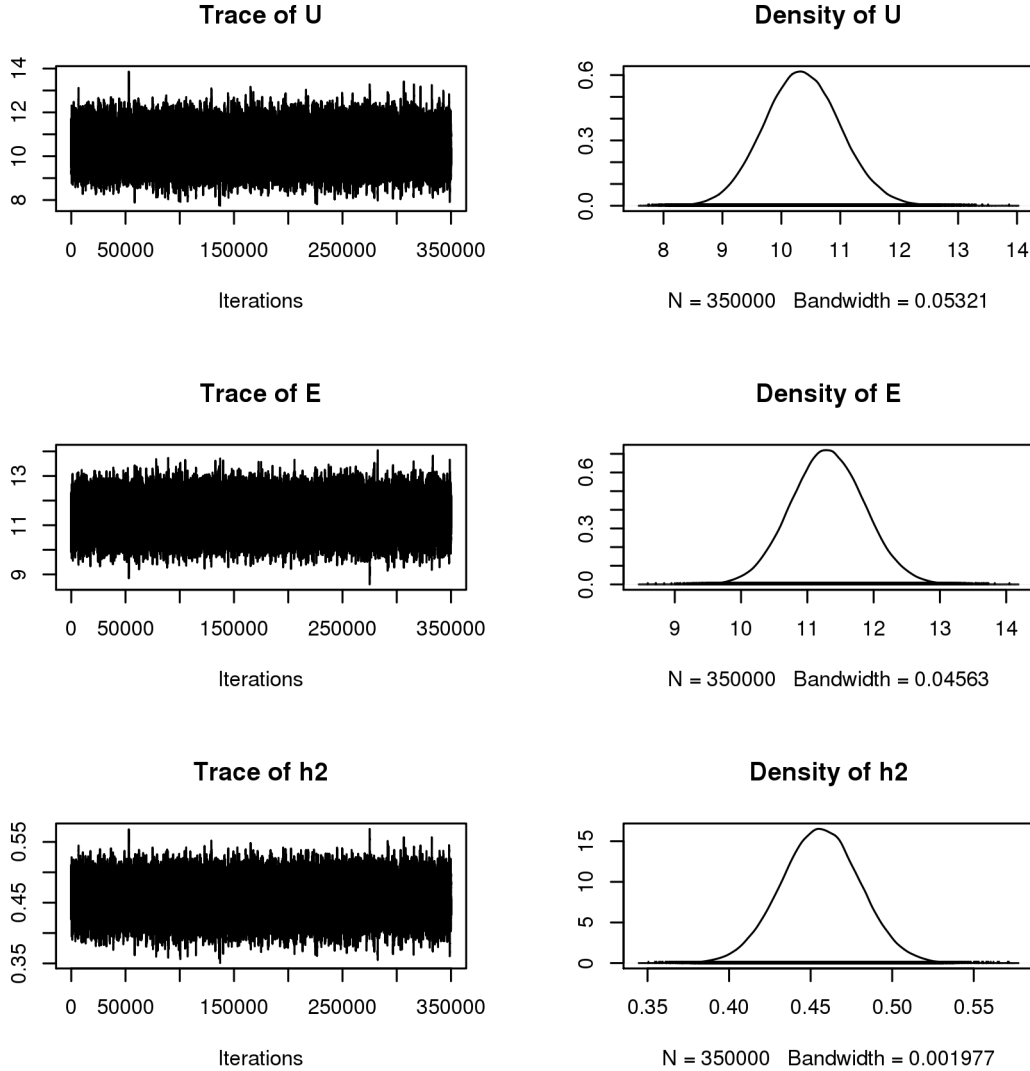 Trace of U
14
12
10
8
0 50000 150000 250000 350000
Iterations
Density of U
0.6
0.3
0.0
8 9 10 11 12 13 14
N = 350000 Bandwidth = 0.05321
Trace of E
13
11
9
0 50000 150000 250000 350000
Iterations
Density of E
0.6
0.3
0.0
9 10 11 12 13 14
N = 350000 Bandwidth = 0.04563
Trace of h2
0.55
0.45
0.35
0 50000 150000 250000 350000
Iterations
Density of h2
15
10
5
0
0.35 0.40 0.45 0.50 0.55
N = 350000 Bandwidth = 0.001977